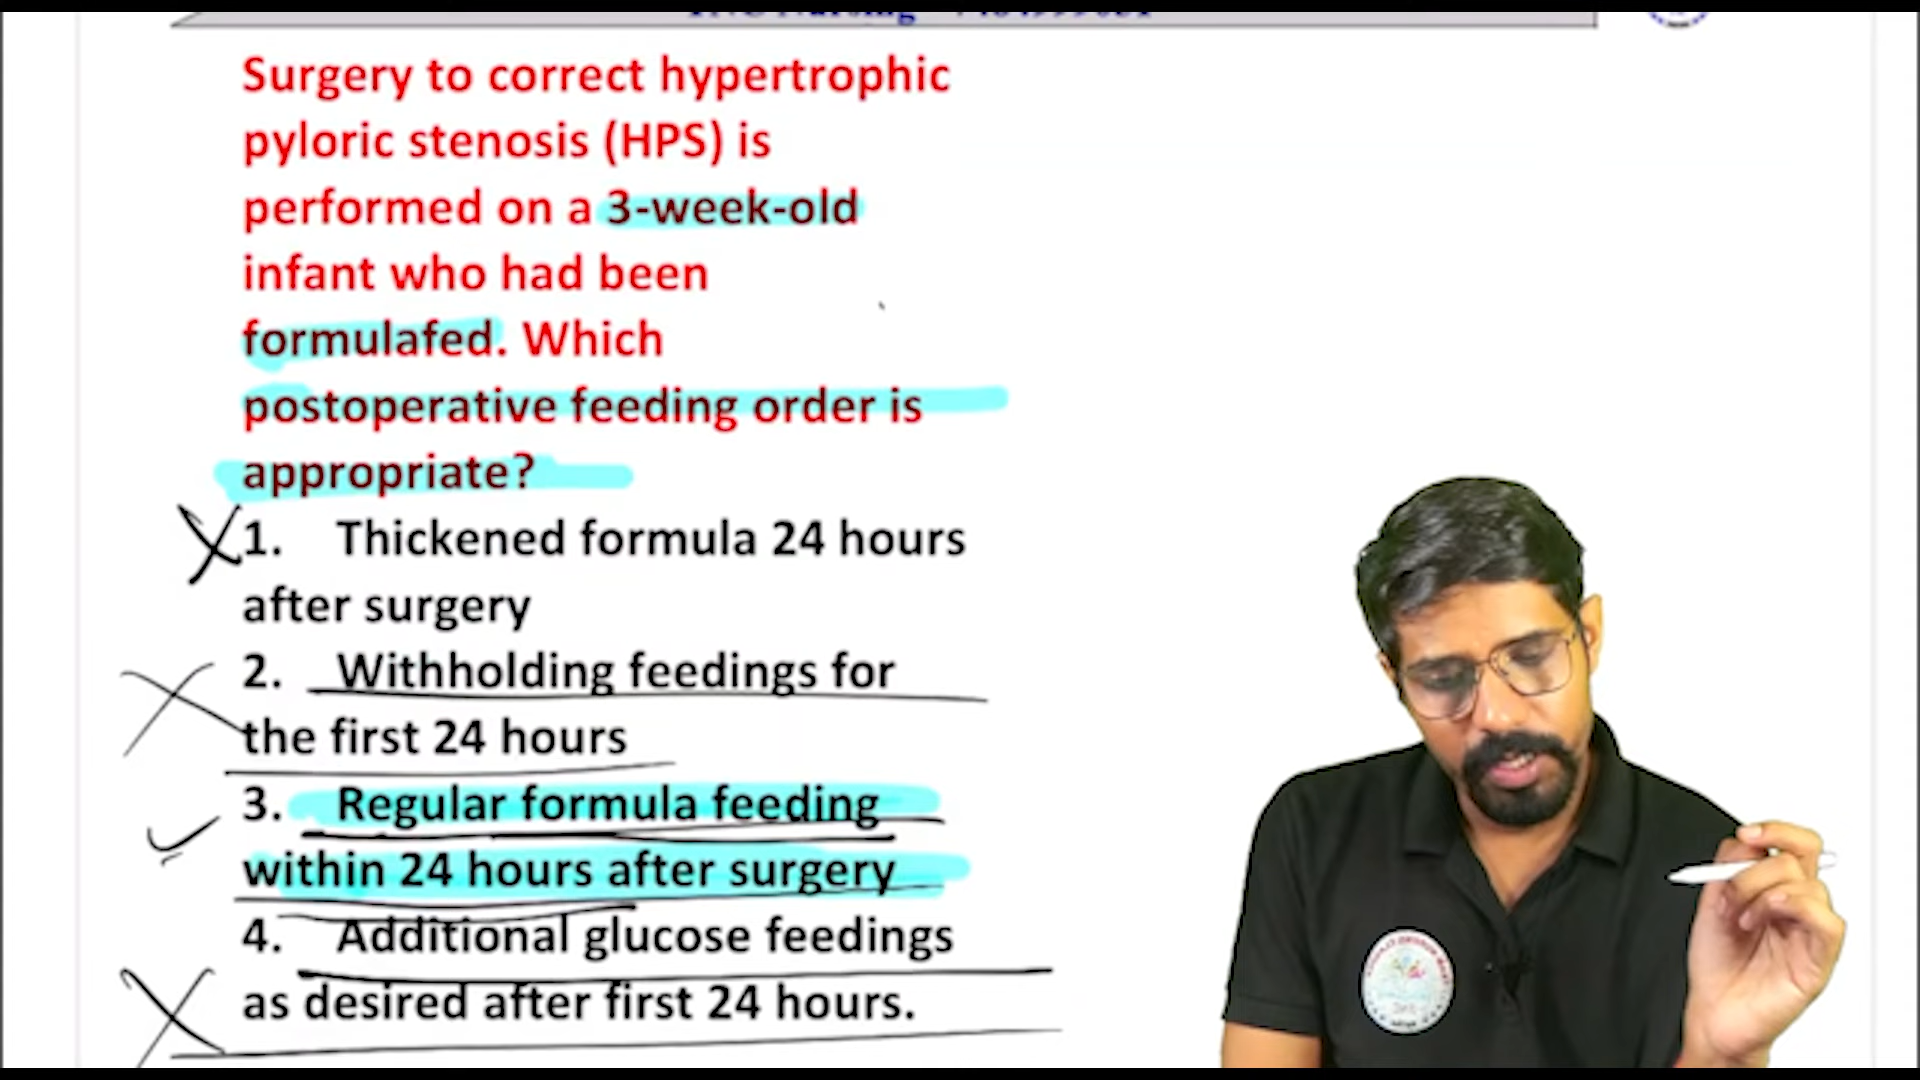 Surgery to correct hypertrophic
pyloric stenosis (HPS) is
performed on a 3-week-old
infant who had been
formulafed. Which
postoperative feeding order is
appropriate?
1. Thickened formula 24 hours
after surgery
2. Withholding feedings for
the first 24 hours
3. Regular formula feeding
within 24 hours after surgery
4. Additional glucose feedings
as desired after first 24 hours.